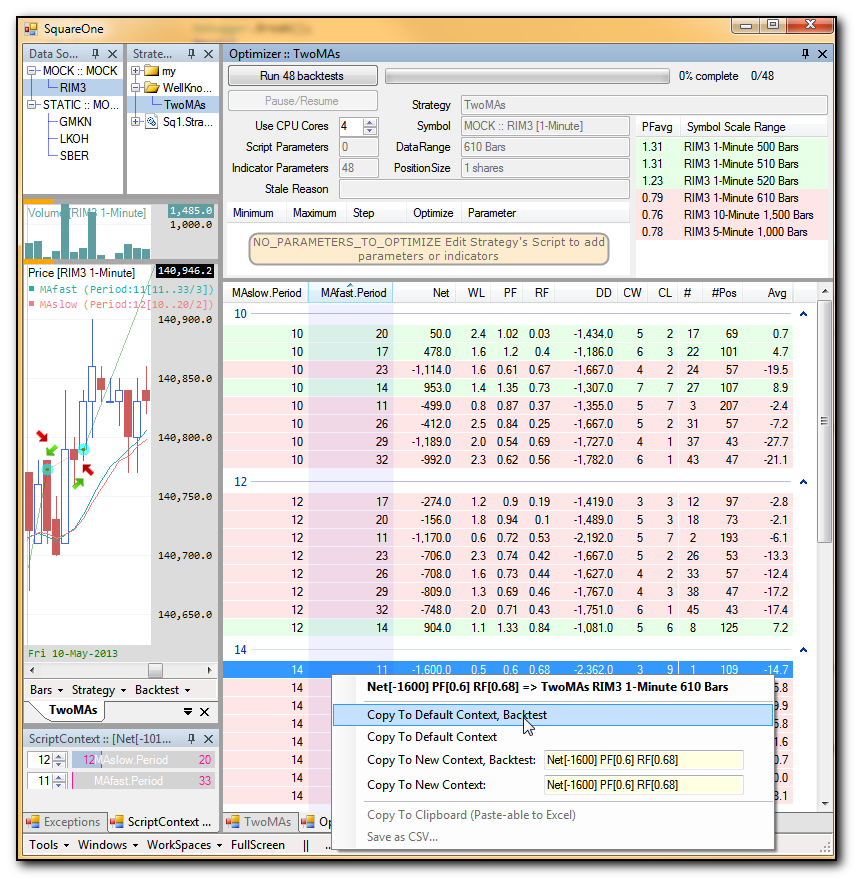 SquareOne
Data So...
Strate...
Optimizer :: TwoMAs
MOCK :: MOCK
RIM3
STATIC :: MO...
GMKN
LKOH
SBER
my
WellKno...
TwoMAs
Sq1.Stra...
Run 48 backtests
0% complete 0/48
Pause/Resume
Strategy TwoMAs
Use CPU Cores 4
Symbol MOCK :: RIM3 [1-Minute]
Script Parameters 0
DataRange 610 Bars
Indicator Parameters 48
PositionSize 1 shares
Stale Reason
PFavg Symbol Scale Range
1.31 RIM3 1-Minute 500 Bars
1.31 RIM3 1-Minute 510 Bars
1.23 RIM3 1-Minute 520 Bars
0.79 RIM3 1-Minute 610 Bars
0.76 RIM3 10-Minute 1,500 Bars
0.78 RIM3 5-Minute 1,000 Bars
Minimum Maximum Step Optimize Parameter
NO_PARAMETERS_TO_OPTIMIZE Edit Strategy's Script to add
parameters or indicators
Volume [RIM3 1-Minute]
1,485.0
1,000.0
Price [RIM3 1-Minute]
140,946.2
MAfast (Period:11[11..33/3])
MAslow (Period:12[10..20/2])
140,900.0
140,850.0
140,800.0
140,750.0
140,700.0
140,650.0
Fri 10-May-2013
Bars Strategy Backtest
TwoMAs
ScriptContext :: [Net[-101...
12 12 MAslow.Period 20
11 MAfast.Period 33
Exceptions ScriptContext ...
MAslow.Period MAfast.Period Net WL PF RF DD CW CL # #Pos Avg
10
10 20 50.0 2.4 1.02 0.03 -1,434.0 5 2 17 69 0.7
10 17 478.0 1.6 1.2 0.4 -1,186.0 6 3 22 101 4.7
10 23 -1,114.0 1.6 0.61 0.67 -1,667.0 4 2 24 57 -19.5
10 14 953.0 1.4 1.35 0.73 -1,307.0 7 7 27 107 8.9
10 11 -499.0 0.8 0.87 0.37 -1,355.0 5 7 3 207 -2.4
10 26 -412.0 2.5 0.84 0.25 -1,667.0 5 2 31 57 -7.2
10 29 -1,189.0 2.0 0.54 0.69 -1,727.0 4 1 37 43 -27.7
10 32 -992.0 2.3 0.62 0.56 -1,782.0 6 1 43 47 -21.1
12
12 17 -274.0 1.2 0.9 0.19 -1,419.0 3 3 12 97 -2.8
12 20 -156.0 1.8 0.94 0.1 -1,489.0 5 3 18 73 -2.1
12 11 -1,170.0 0.6 0.72 0.53 -2,192.0 5 7 2 193 -6.1
12 23 -706.0 2.3 0.74 0.42 -1,667.0 5 2 26 53 -13.3
12 26 -708.0 1.6 0.73 0.44 -1,627.0 4 2 33 57 -12.4
12 29 -809.0 1.3 0.69 0.46 -1,767.0 4 3 38 47 -17.2
12 32 -748.0 2.0 0.71 0.43 -1,751.0 6 1 45 43 -17.4
12 14 904.0 1.1 1.33 0.84 -1,081.0 5 6 8 125 7.2
14
14 11 -1,600.0 0.5 0.6 0.68 -2,362.0 3 9 1 109 -14.7
14
14
14
14
14
14
14
Net[-1600] PF[0.6] RF[0.68] => TwoMAs RIM3 1-Minute 610 Bars
Copy To Default Context, Backtest
Copy To Default Context
Copy To New Context, Backtest: Net[-1600] PF[0.6] RF[0.68]
Copy To New Context: Net[-1600] PF[0.6] RF[0.68]
Copy To Clipboard (Paste-able to Excel)
Save as CSV...
TwoMAs Op
Tools Windows WorkSpaces FullScreen || ..